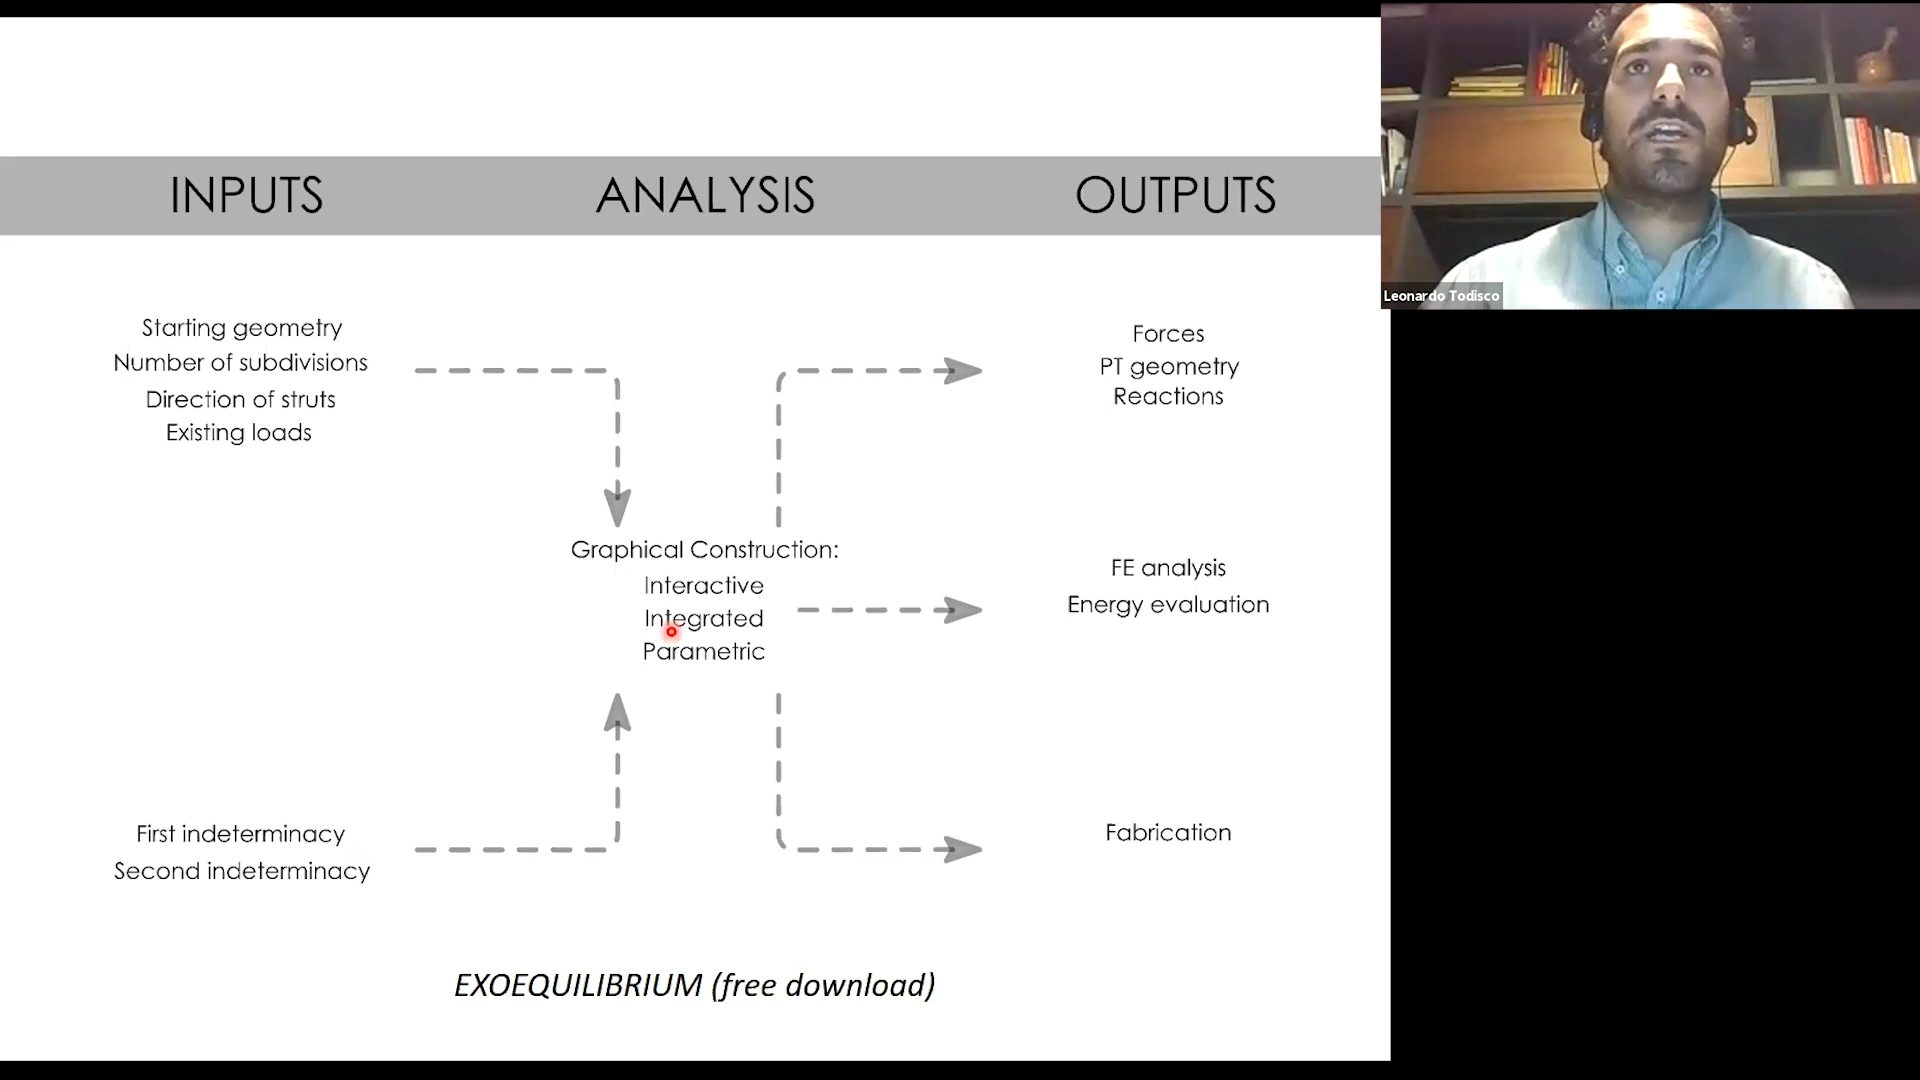 INPUTS
ANALYSIS
OUTPUTS
Starting geometry
Number of subdivisions
Direction of struts
Existing loads
First indeterminacy
Second indeterminacy
Graphical Construction:
Interactive
Integrated
Parametric
Forces
PT geometry
Reactions
FE analysis
Energy evaluation
Fabrication
EXOEQUILIBRIUM (free download)
Leonardo Todisco